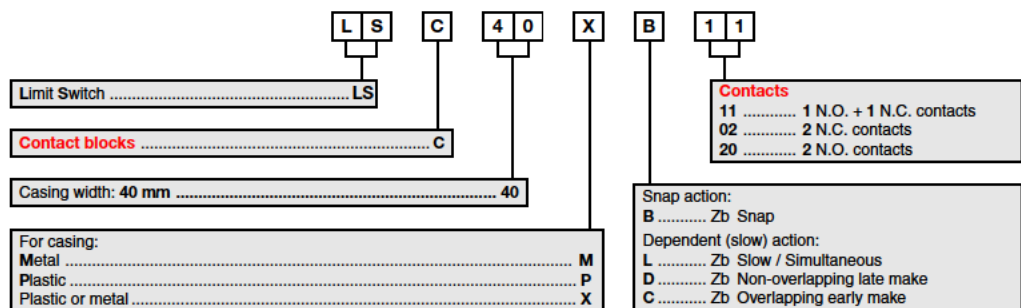 L S C 4 0 X B 1 1
Limit Switch ........ LS
Contact blocks ........ C
Casing width: 40 mm ........ 40
For casing:
Metal ........ M
Plastic ........ P
Plastic or metal ........ X
Contacts
11 ............ 1 N.O. + 1 N.C. contacts
02 ............ 2 N.C. contacts
20 ............ 2 N.O. contacts
Snap action:
B ........... Zb Snap
Dependent (slow) action:
L ........... Zb Slow / Simultaneous
D ........... Zb Non-overlapping late make
C ........... Zb Overlapping early make